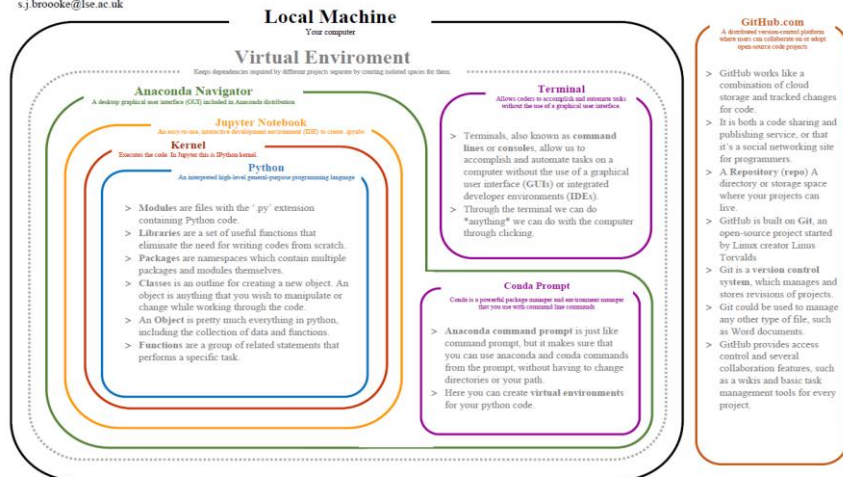 s.j.broooke@lse.ac.uk
Local Machine
Your computer
Virtual Enviroment
Keeps dependencies required by different projects separate by creating isolated spaces for them.
Anaconda Navigator
A desktop graphical user interface (GUI) included in Anaconda distribution.
Jupyter Notebook
An easy-to-use, interactive development environment (IDE) to create .ipynb.
Kernel
Executes the code. In Jupyter this is IPython kernel.
Python
An interpreted high-level general-purpose programming language
> Modules are files with the '.py' extension
containing Python code.
> Libraries are a set of useful functions that
eliminate the need for writing codes from scratch.
> Packages are namespaces which contain multiple
packages and modules themselves.
> Classes is an outline for creating a new object. An
object is anything that you wish to manipulate or
change while working through the code.
> An Object is pretty much everything in python,
including the collection of data and functions.
> Functions are a group of related statements that
performs a specific task.
Terminal
Allows coders to accomplish and automate tasks
without the use of a graphical user interface
> Terminals, also known as command
lines or consoles, allow us to
accomplish and automate tasks on a
computer without the use of a graphical
user interface (GUIs) or integrated
developer environments (IDEs).
> Through the terminal we can do
*anything* we can do with the computer
through clicking.
Conda Prompt
Conda is a powerful package manager and environment manager
that you use with command line commands
> Anaconda command prompt is just like
command prompt, but it makes sure that
you can use anaconda and conda commands
from the prompt, without having to change
directories or your path.
> Here you can create virtual environments
for your python code.
GitHub.com
A distributed version-control platform
where users can collaborate on or adopt
open-source code projects
> GitHub works like a
combination of cloud
storage and tracked changes
for code.
> It is both a code sharing and
publishing service, or that
it's a social networking site
for programmers.
> A Repository (repo) A
directory or storage space
where your projects can
live.
> GitHub is built on Git, an
open-source project started
by Linux creator Linus
Torvalds
> Git is a version control
system, which manages and
stores revisions of projects.
> Git could be used to manage
any other type of file, such
as Word documents.
> GitHub provides access
control and several
collaboration features, such
as a wikis and basic task
management tools for every
project.